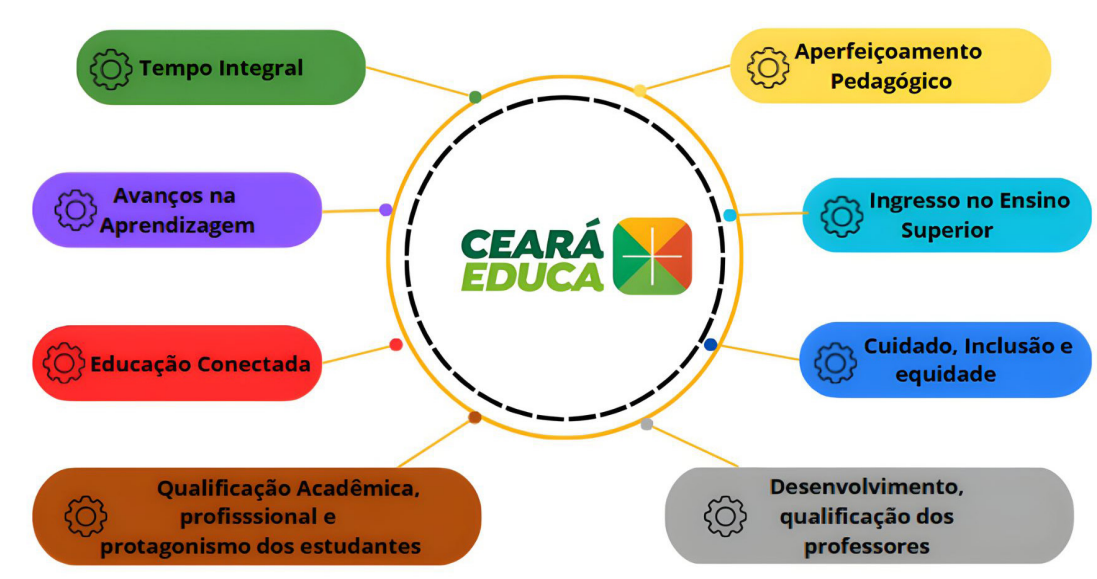 Tempo Integral
Aperfeiçoamento
Pedagógico
Avanços na
Aprendizagem
Ingresso no Ensino
Superior
CEARÁ
EDUCA
Educação Conectada
Cuidado, Inclusão e
equidade
Qualificação Acadêmica,
profisssional e
protagonismo dos estudantes
Desenvolvimento,
qualificação dos
professores